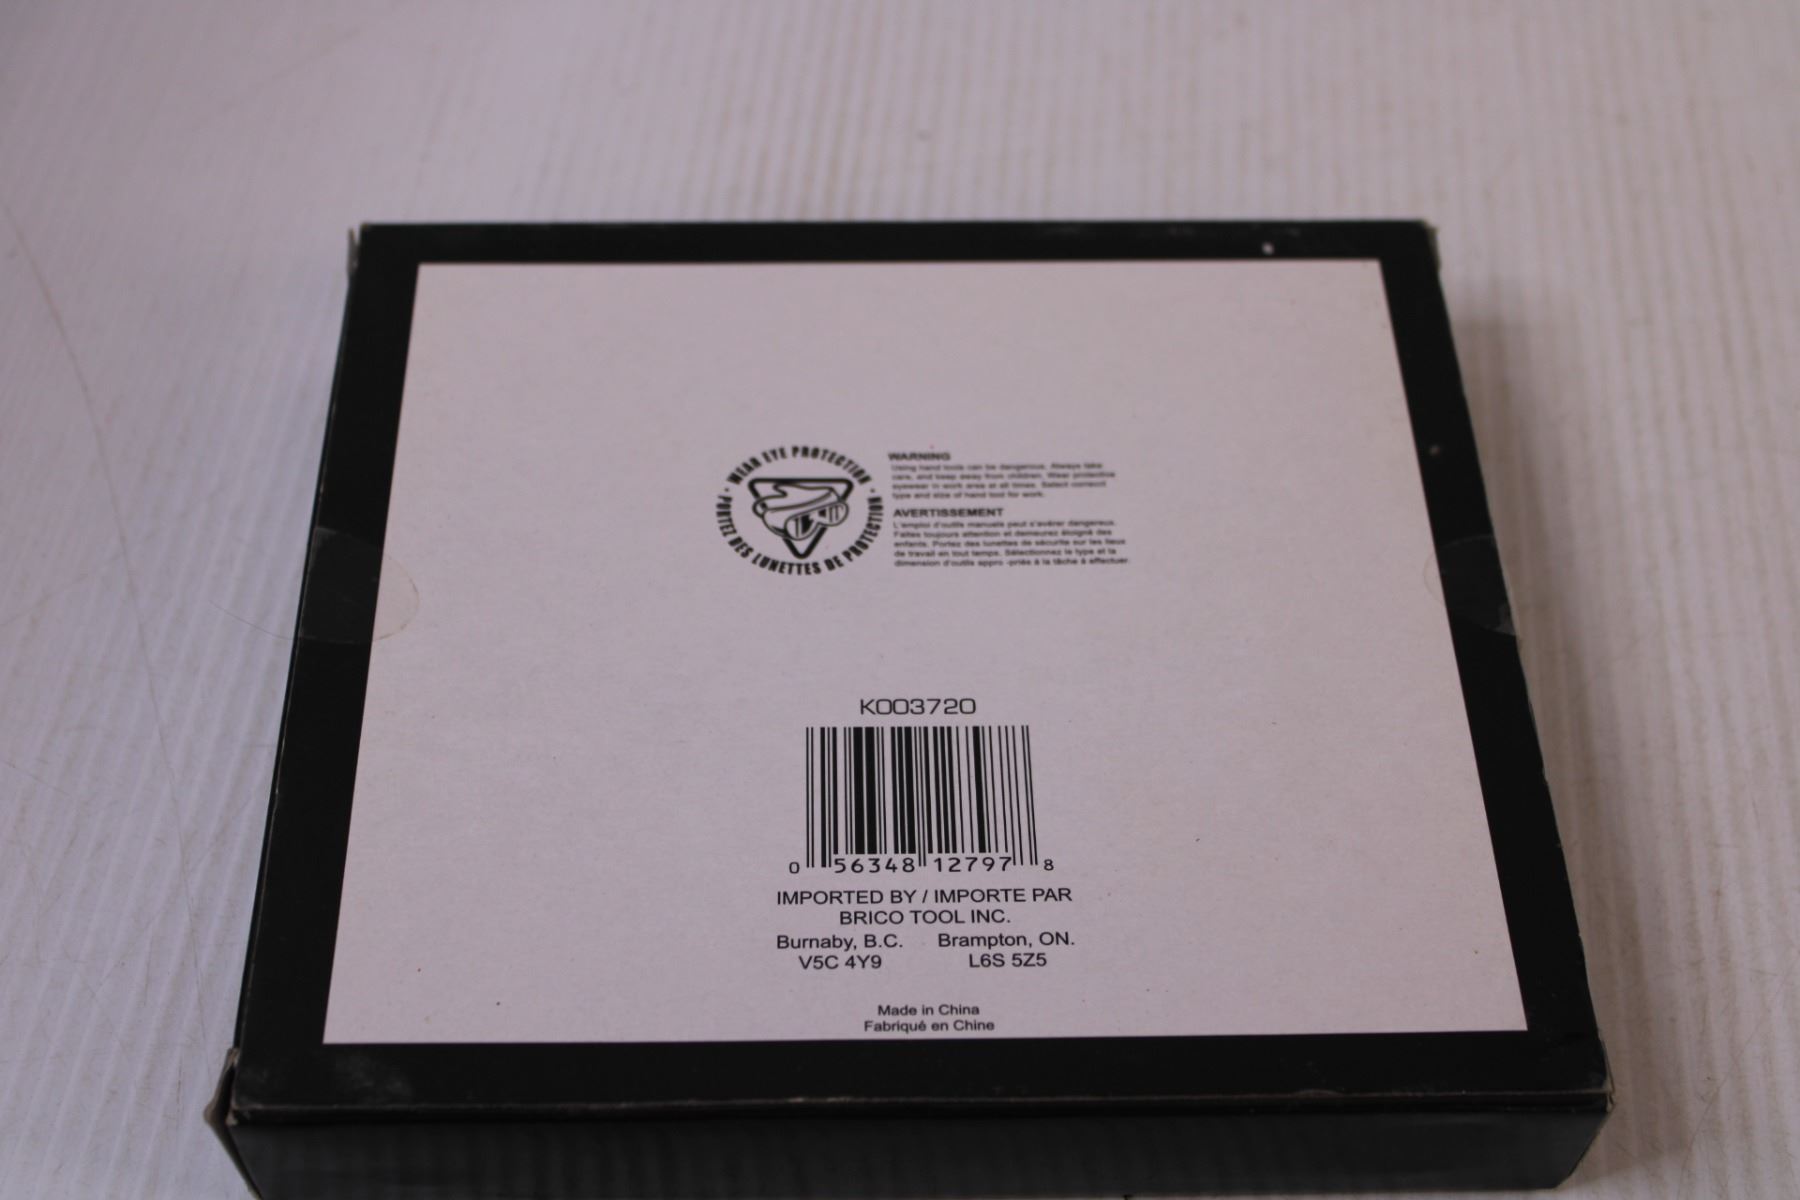 WEAR EYE PROTECTION
PORTEZ DES LUNETTES DE PROTECTION
WARNING
Using hand tools can be dangerous. Always take
care, and keep away from children. Wear protective
eyewear in work area at all times. Select correct
type and size of hand tool for work.
AVERTISSEMENT
L'emploi d'outils manuels peut s'avérer dangereux.
Faites toujours attention et demeurez éloigné des
enfants. Portez des lunettes de sécurité sur les lieux
de travail en tout temps. Sélectionnez le type et la
dimension d'outils appro -priés à la tâche à effectuer.
K003720
0 56348 12797 8
IMPORTED BY / IMPORTE PAR
BRICO TOOL INC.
Burnaby, B.C. Brampton, ON.
V5C 4Y9 L6S 5Z5
Made in China
Fabriqué en Chine